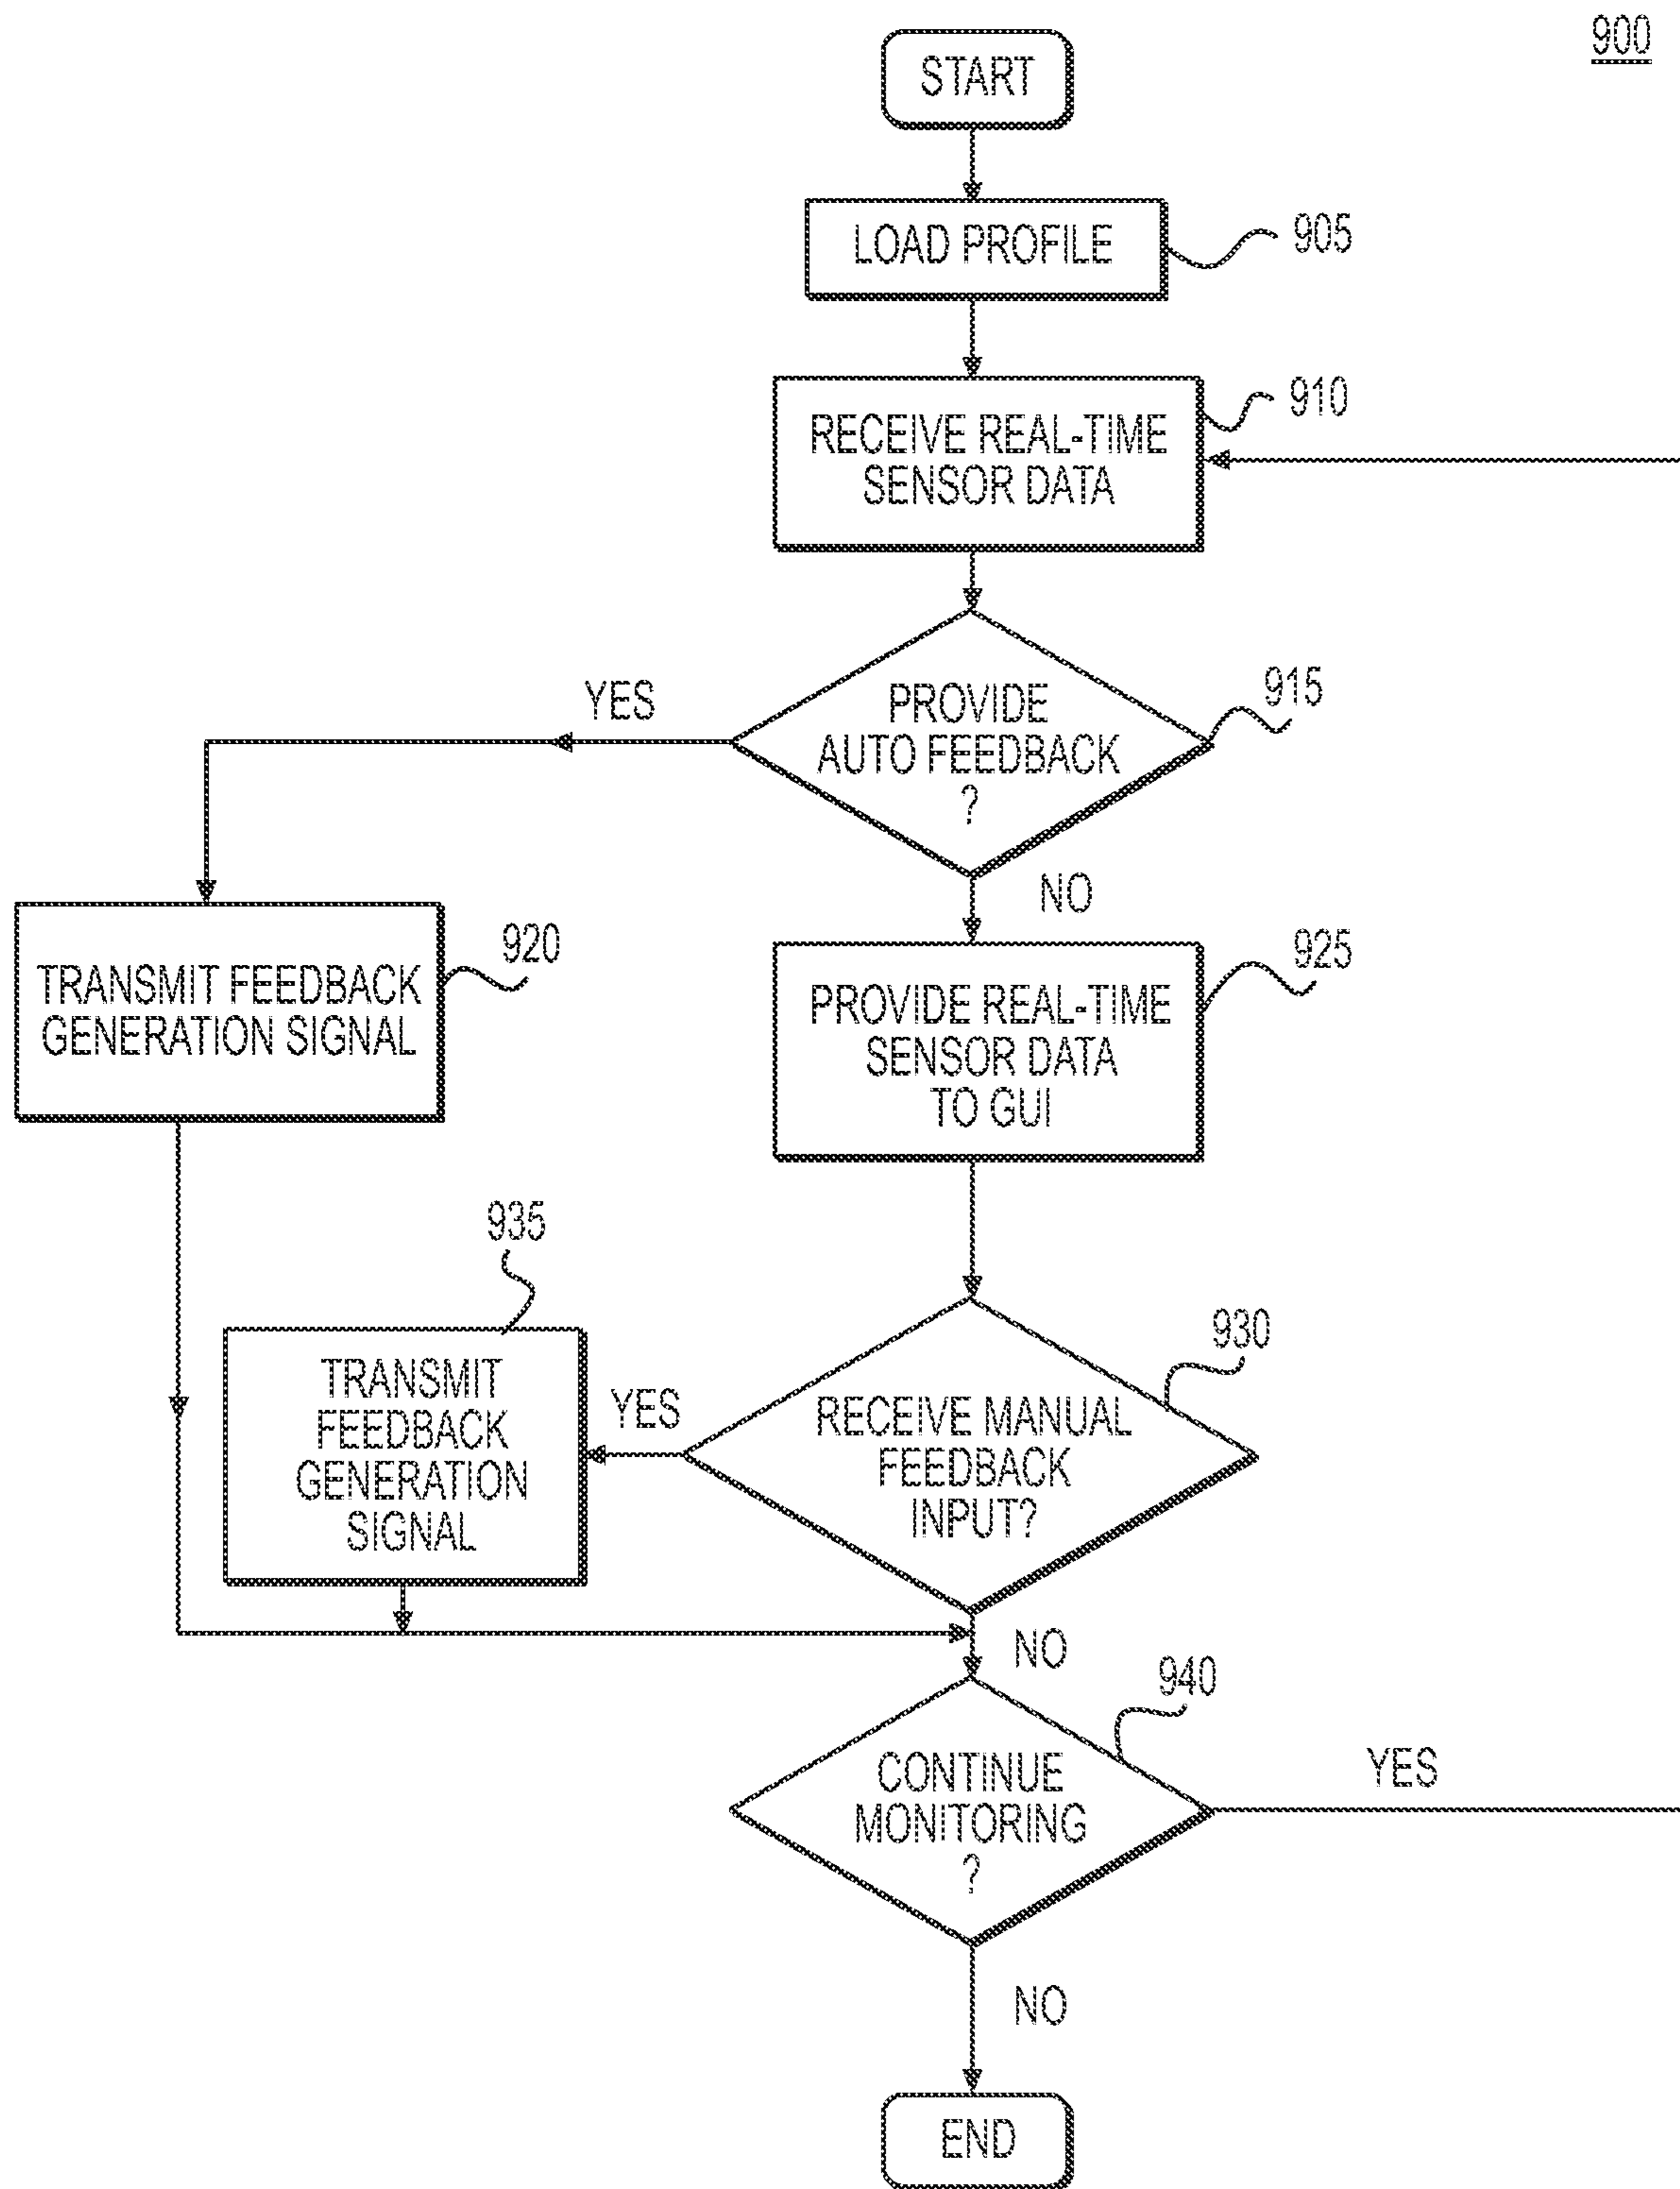 900
START
LOAD PROFILE
905
RECEIVE REAL-TIME
SENSOR DATA
910
PROVIDE
AUTO FEEDBACK
?
915
YES
NO
TRANSMIT FEEDBACK
GENERATION SIGNAL
920
PROVIDE REAL-TIME
SENSOR DATA
TO GUI
925
935
TRANSMIT
FEEDBACK
GENERATION
SIGNAL
YES
RECEIVE MANUAL
FEEDBACK
INPUT?
930
NO
940
CONTINUE
MONITORING
?
YES
NO
END